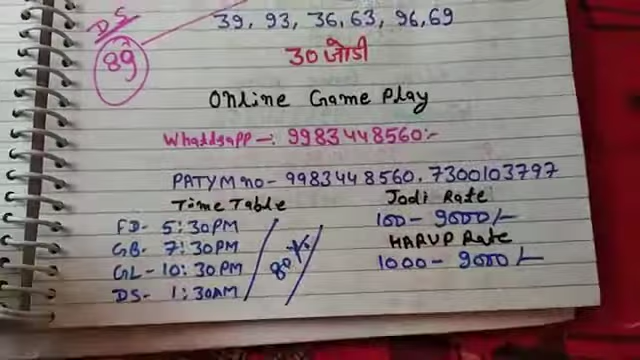 DS
39, 93, 36, 63, 96, 69
89
30 जोडी
Online Game Play
Whaddsapp -: 9983448560:-
PATYM no - 9983448560, 7300103797
Time Table
Jodi Rate
FD- 5:30PM
100 - 9000/-
GB- 7:30PM
HARUP Rate
GL - 10:30PM
1000 - 9000/-
DS- 1:30AM